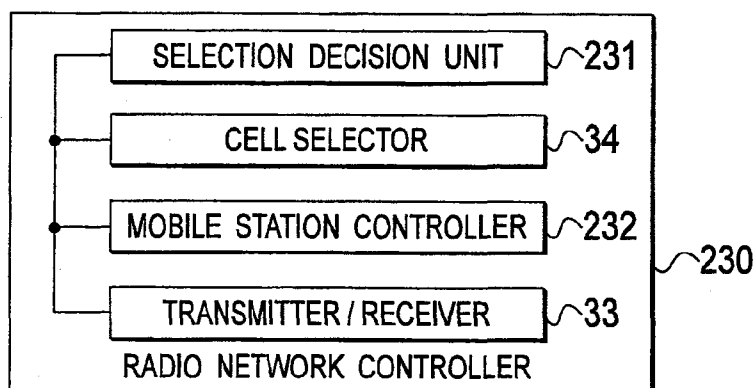 SELECTION DECISION UNIT 231
CELL SELECTOR 34
MOBILE STATION CONTROLLER 232
230
TRANSMITTER / RECEIVER 33
RADIO NETWORK CONTROLLER